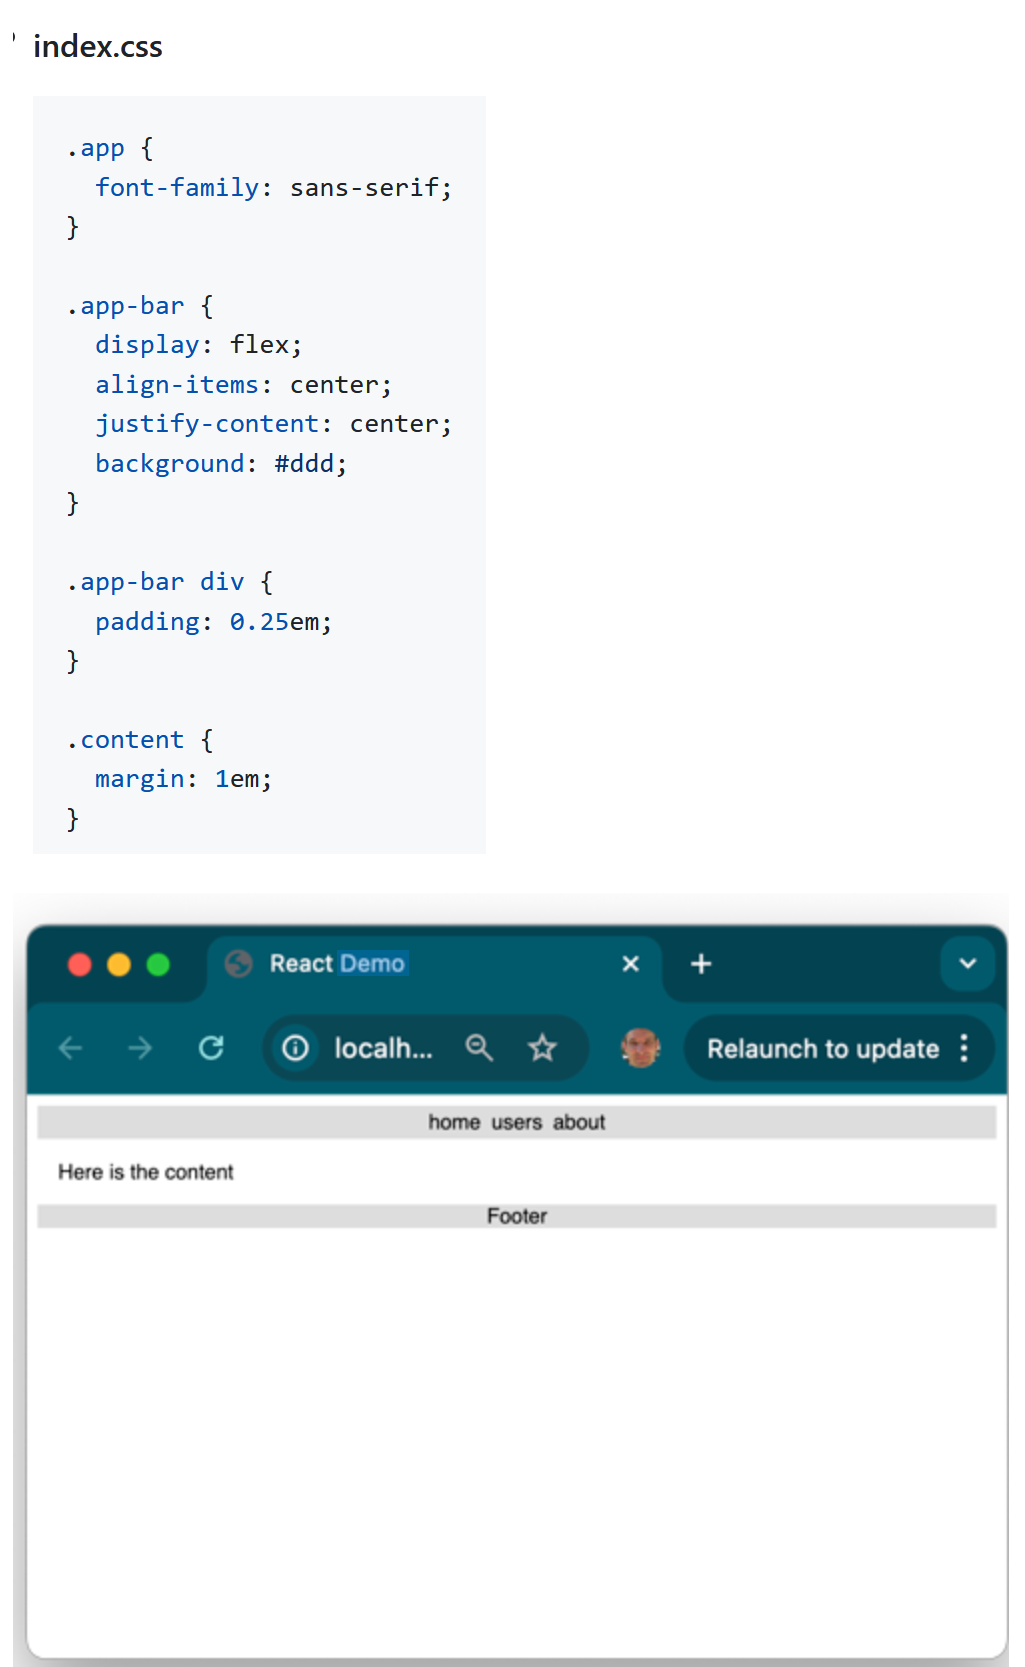 index.css
.app {
  font-family: sans-serif;
}
.app-bar {
  display: flex;
  align-items: center;
  justify-content: center;
  background: #ddd;
}
.app-bar div {
  padding: 0.25em;
}
.content {
  margin: 1em;
}
React Demo
localh... Relaunch to update
home users about
Here is the content
Footer